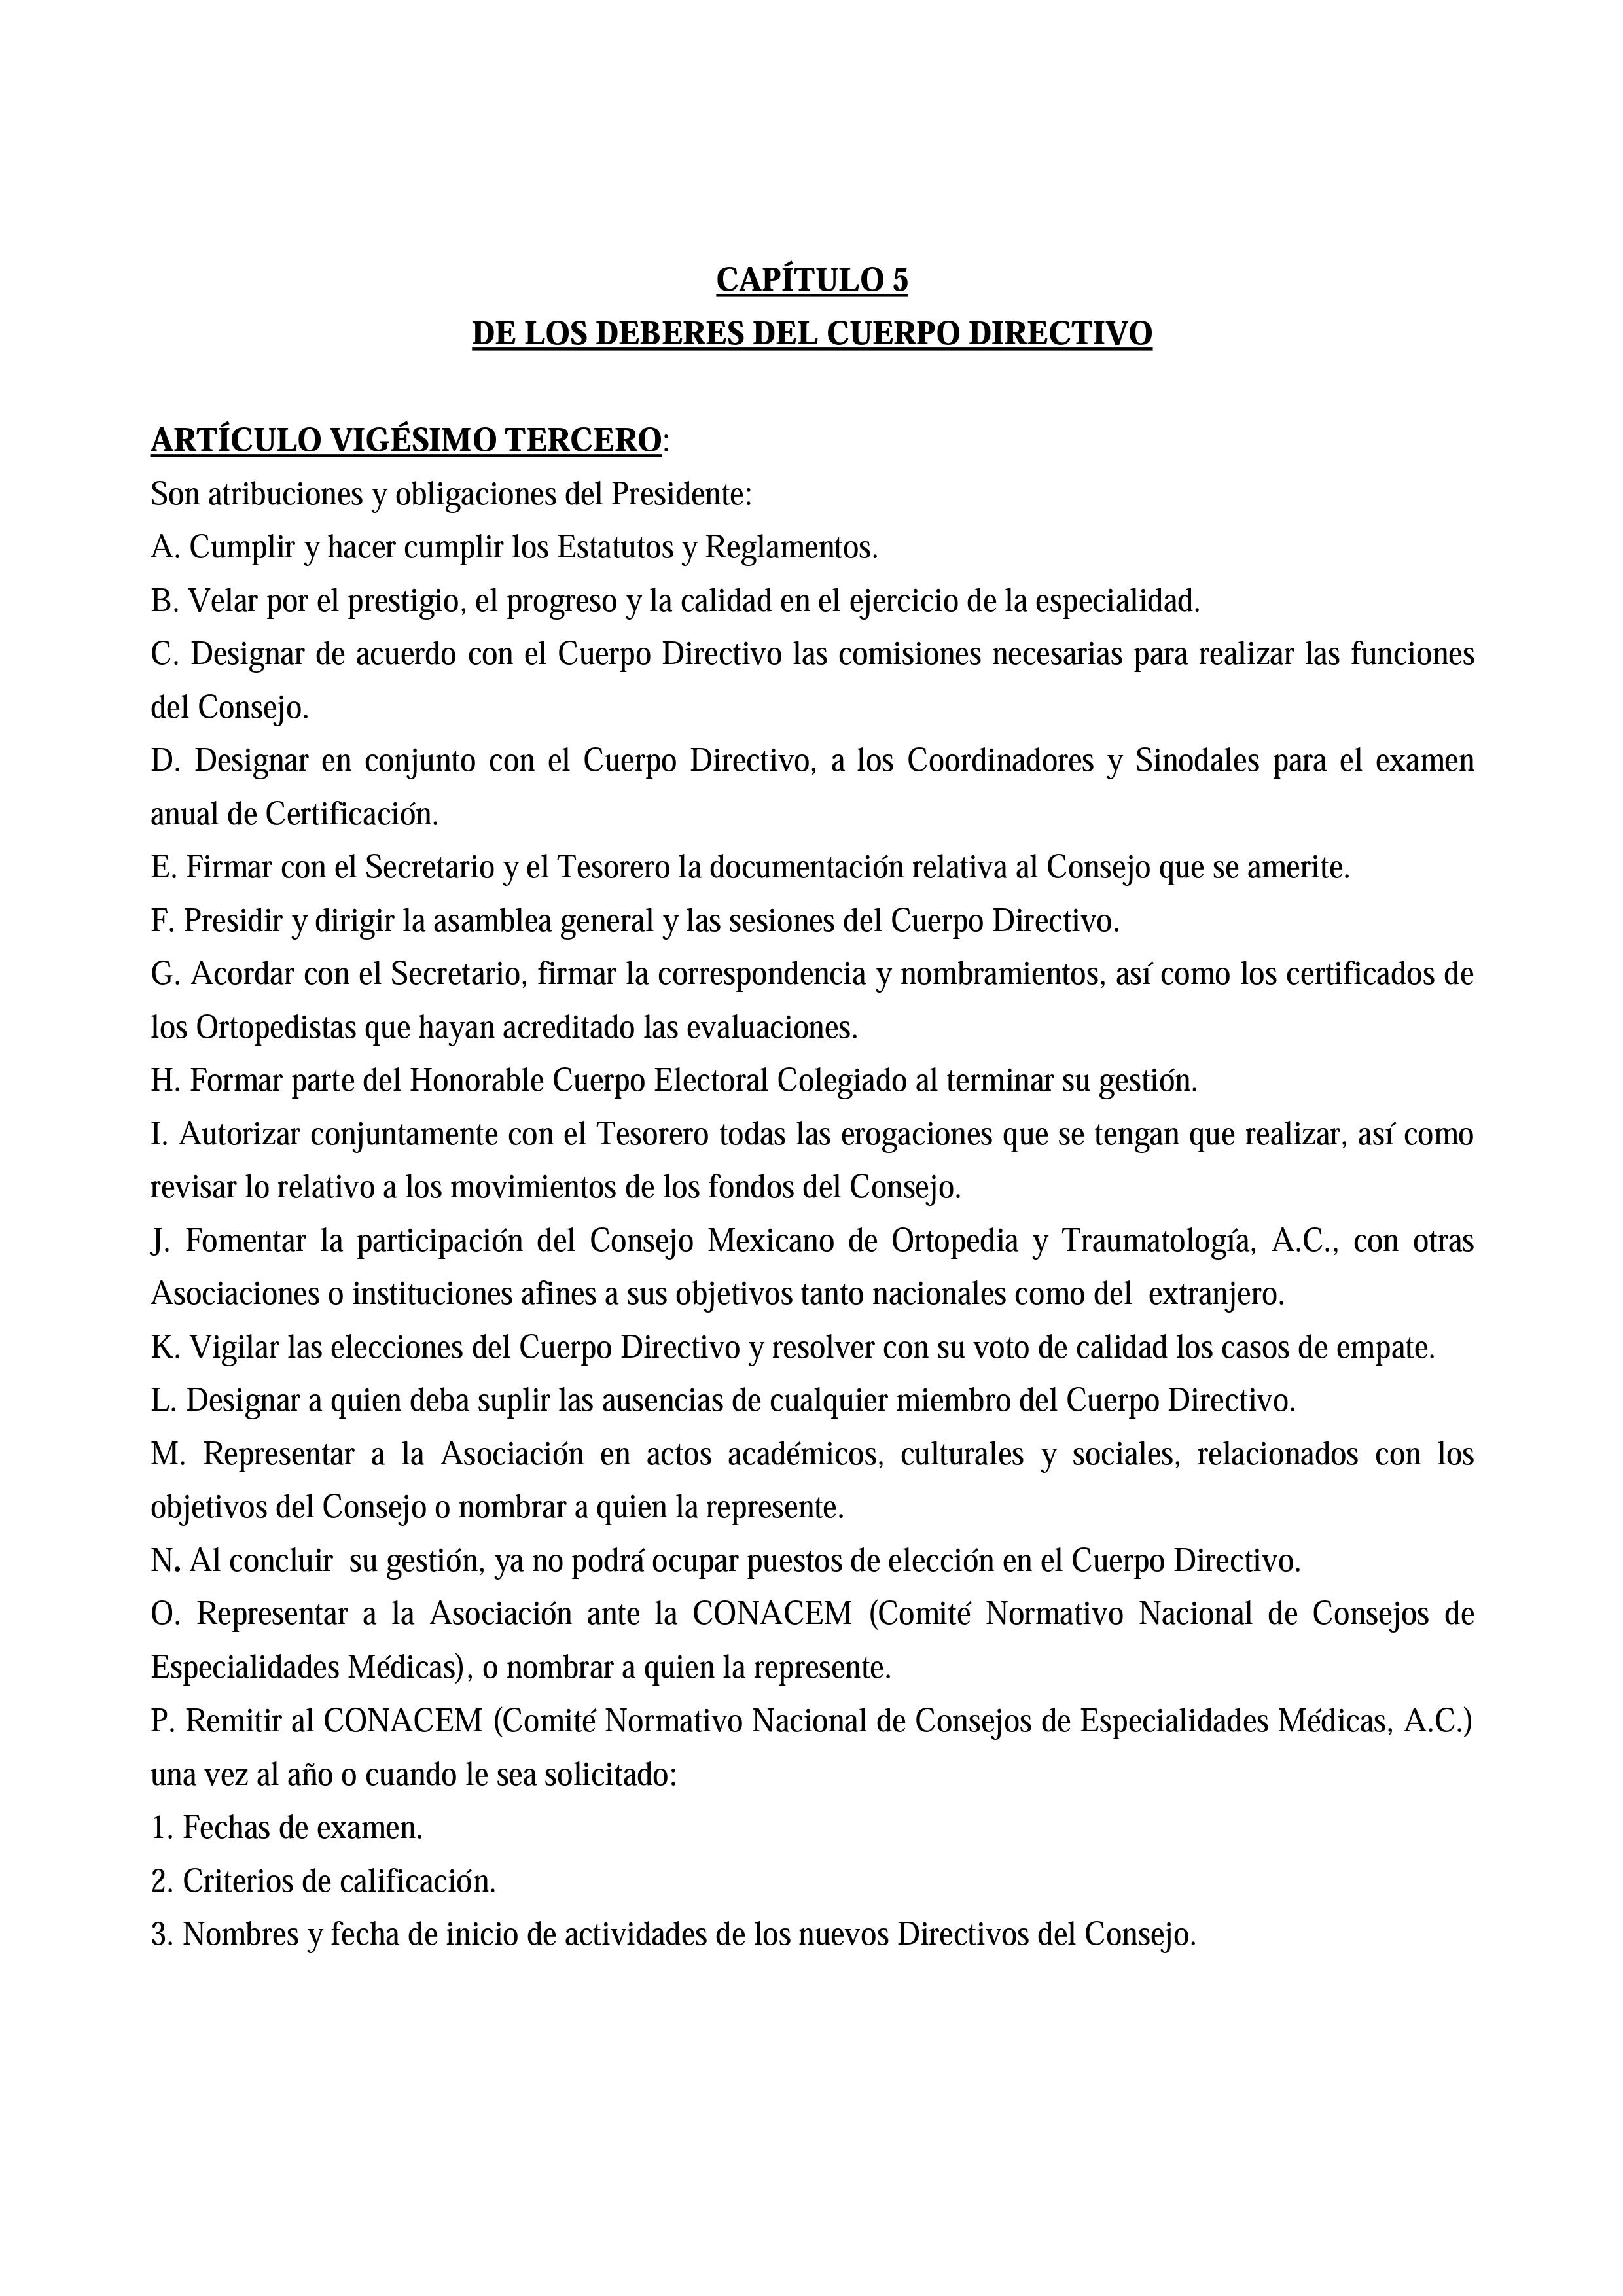 CAPÍTULO 5
DE LOS DEBERES DEL CUERPO DIRECTIVO
ARTÍCULO VIGÉSIMO TERCERO:
Son atribuciones y obligaciones del Presidente:
A. Cumplir y hacer cumplir los Estatutos y Reglamentos.
B. Velar por el prestigio, el progreso y la calidad en el ejercicio de la especialidad.
C. Designar de acuerdo con el Cuerpo Directivo las comisiones necesarias para realizar las funciones
del Consejo.
D. Designar en conjunto con el Cuerpo Directivo, a los Coordinadores y Sinodales para el examen
anual de Certificación.
E. Firmar con el Secretario y el Tesorero la documentación relativa al Consejo que se amerite.
F. Presidir y dirigir la asamblea general y las sesiones del Cuerpo Directivo.
G. Acordar con el Secretario, firmar la correspondencia y nombramientos, así como los certificados de
los Ortopedistas que hayan acreditado las evaluaciones.
H. Formar parte del Honorable Cuerpo Electoral Colegiado al terminar su gestión.
I. Autorizar conjuntamente con el Tesorero todas las erogaciones que se tengan que realizar, así como
revisar lo relativo a los movimientos de los fondos del Consejo.
J. Fomentar la participación del Consejo Mexicano de Ortopedia y Traumatología, A.C., con otras
Asociaciones o instituciones afines a sus objetivos tanto nacionales como del  extranjero.
K. Vigilar las elecciones del Cuerpo Directivo y resolver con su voto de calidad los casos de empate.
L. Designar a quien deba suplir las ausencias de cualquier miembro del Cuerpo Directivo.
M. Representar a la Asociación en actos académicos, culturales y sociales, relacionados con los
objetivos del Consejo o nombrar a quien la represente.
N. Al concluir  su gestión, ya no podrá ocupar puestos de elección en el Cuerpo Directivo.
O. Representar a la Asociación ante la CONACEM (Comité Normativo Nacional de Consejos de
Especialidades Médicas), o nombrar a quien la represente.
P. Remitir al CONACEM (Comité Normativo Nacional de Consejos de Especialidades Médicas, A.C.)
una vez al año o cuando le sea solicitado:
1. Fechas de examen.
2. Criterios de calificación.
3. Nombres y fecha de inicio de actividades de los nuevos Directivos del Consejo.